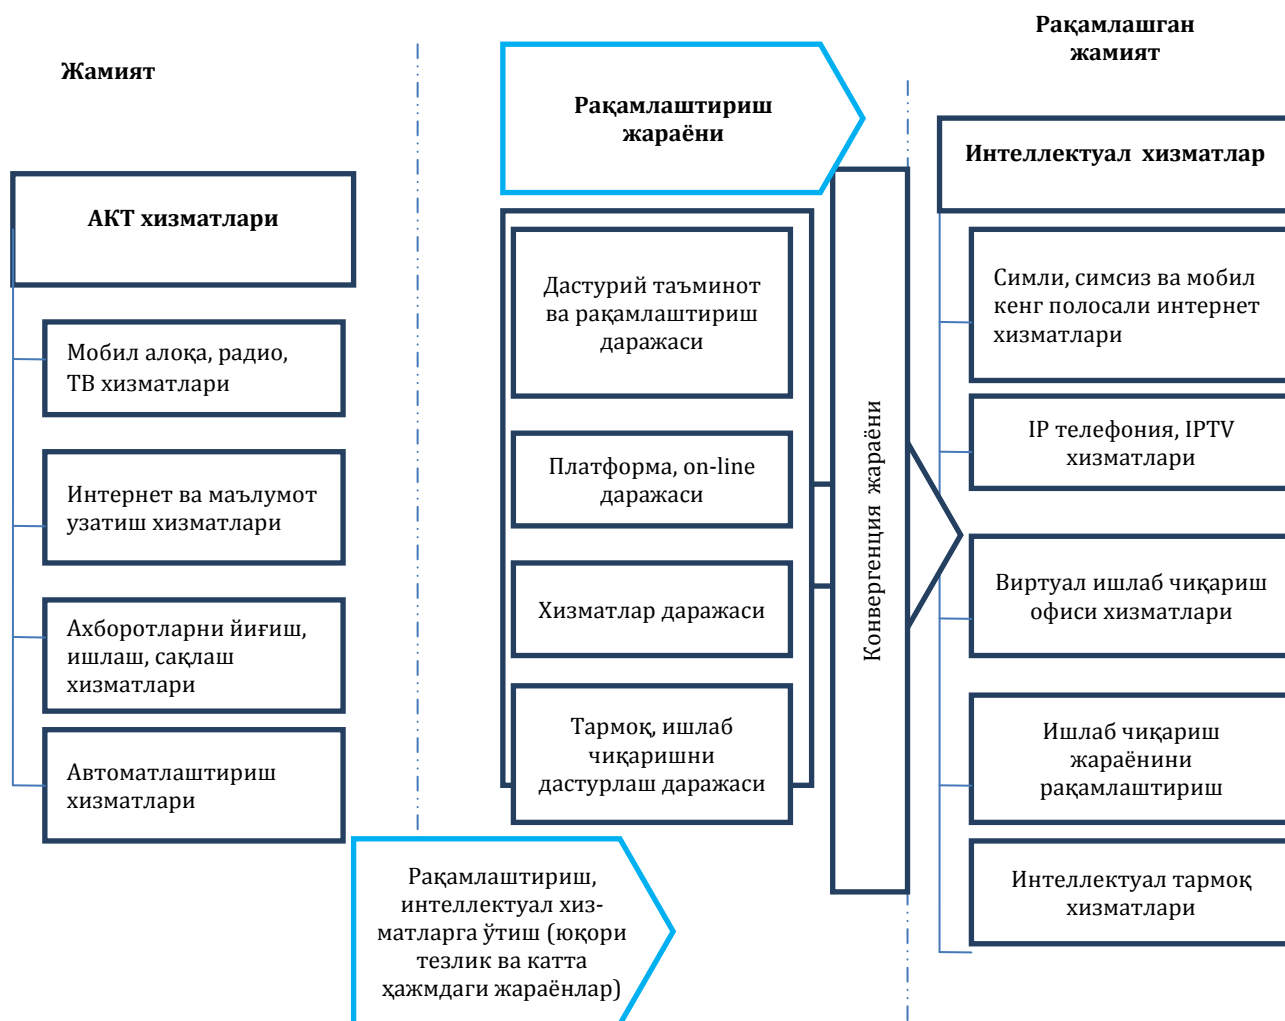 Жамият
АКТ хизматлари
Мобил алоқа, радио,
ТВ хизматлари
Интернет ва маълумот
узатиш хизматлари
Ахборотларни йиғиш,
ишлаш, сақлаш
хизматлари
Автоматлаштириш
хизматлари
Рақамлаштириш
жараёни
Дастурий таъминот
ва рақамлаштириш
даражаси
Платформа, on-line
даражаси
Хизматлар даражаси
Тармоқ, ишлаб
чиқаришни
дастурлаш даражаси
Рақамлаштириш,
интеллектуал хиз-
матларга ўтиш (юқори
тезлик ва катта
ҳажмдаги жараёнлар)
Конвергенция жараёни
Рақамлашган
жамият
Интеллектуал хизматлар
Симли, симсиз ва мобил
кенг полосали интернет
хизматлари
IP телефония, IPTV
хизматлари
Виртуал ишлаб чиқариш
офиси хизматлари
Ишлаб чиқариш
жараёнини
рақамлаштириш
Интеллектуал тармоқ
хизматлари